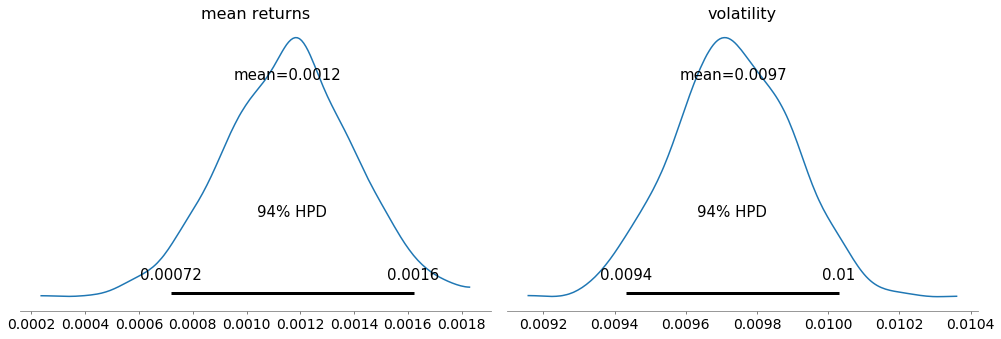 mean returns
mean=0.0012
94% HPD
0.00072 0.0016
0.0002 0.0004 0.0006 0.0008 0.0010 0.0012 0.0014 0.0016 0.0018
volatility
mean=0.0097
94% HPD
0.0094 0.01
0.0092 0.0094 0.0096 0.0098 0.0100 0.0102 0.0104